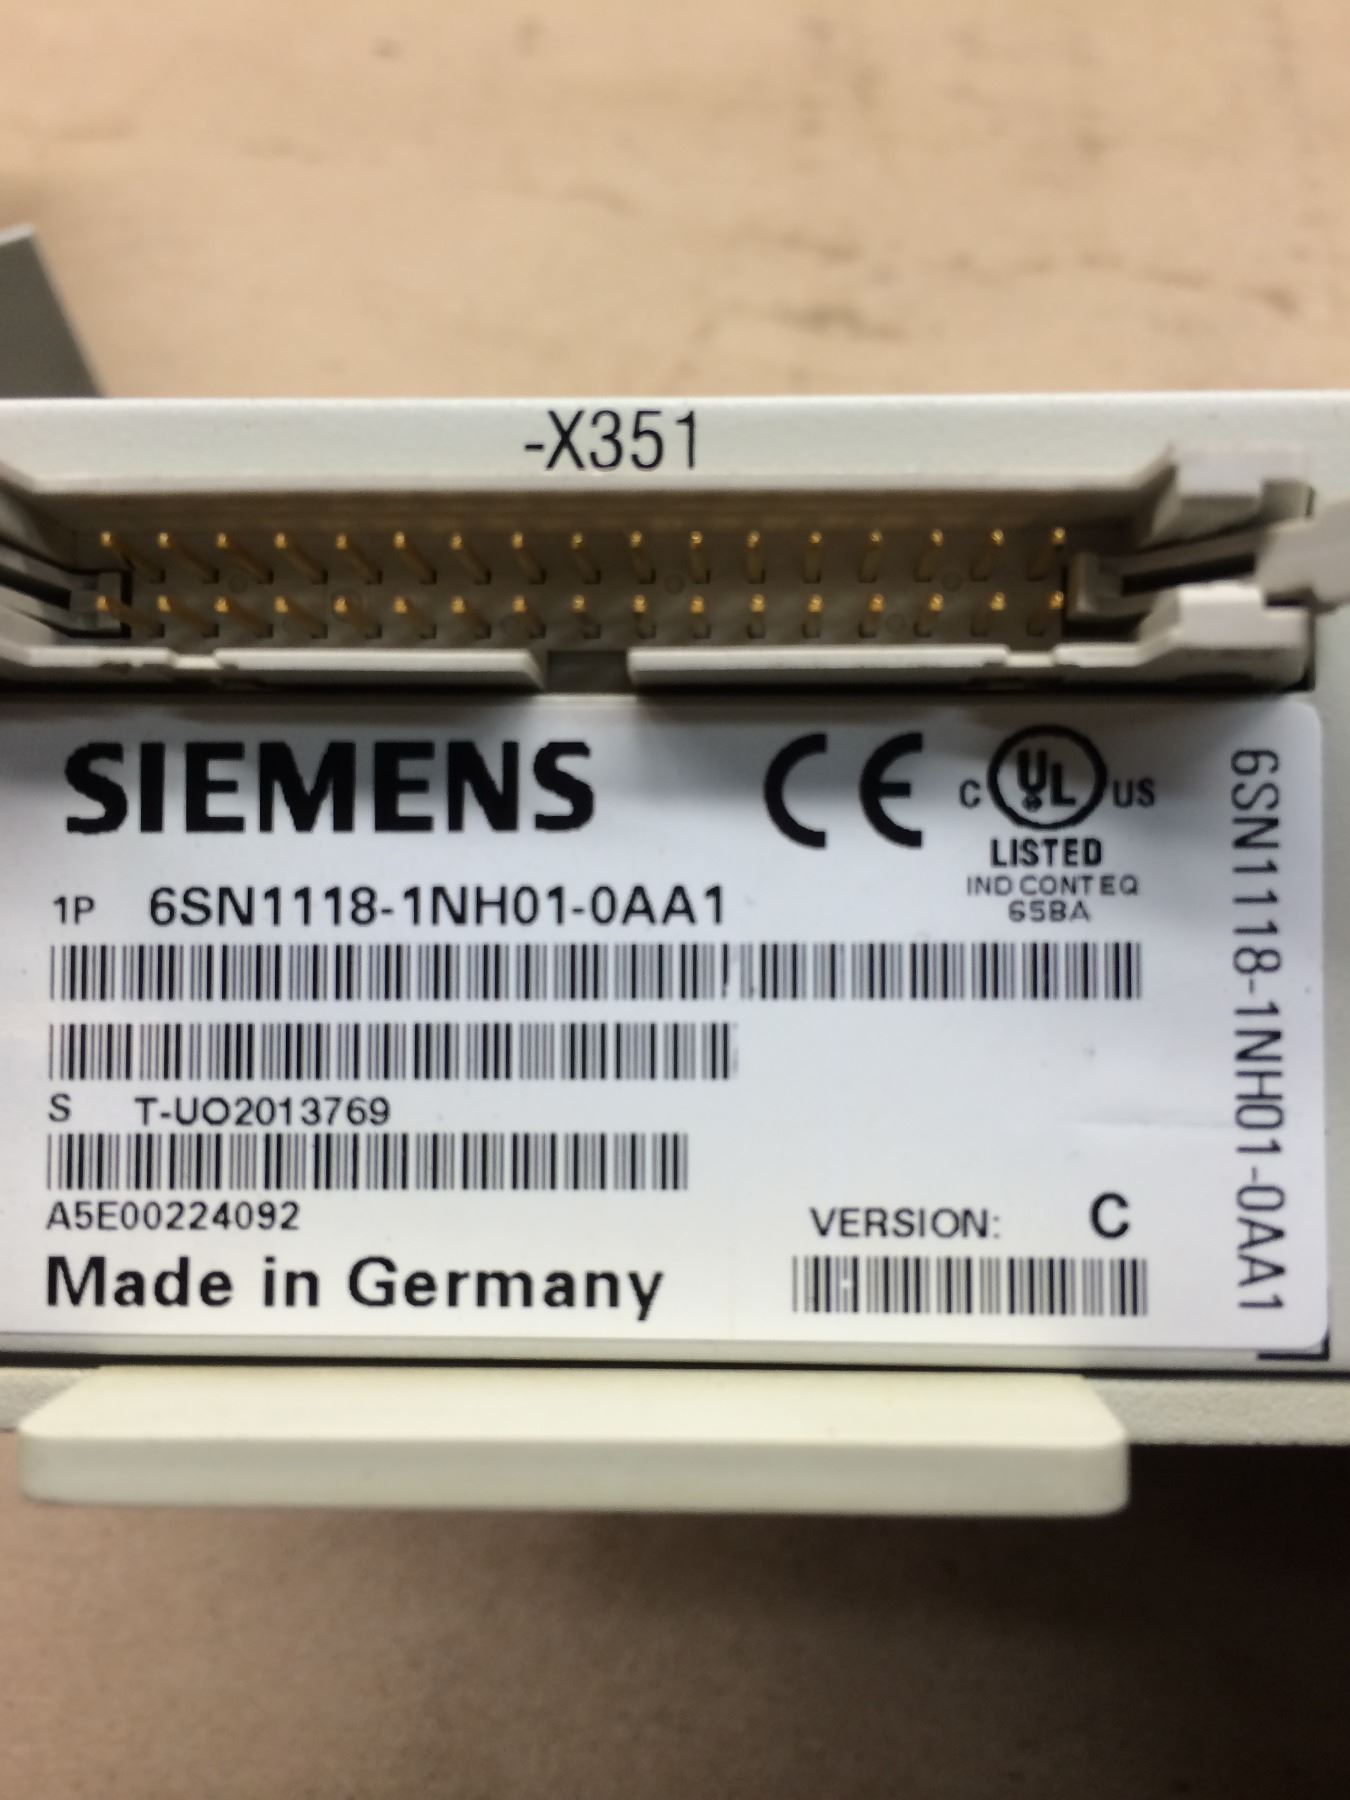 -X351
SIEMENS
CE
C UL US
LISTED
IND CONT EQ
65BA
1P 6SN1118-1NH01-0AA1
S T-UO2013769
A5E00224092
VERSION: C
Made in Germany
6SN1118-1NH01-0AA1